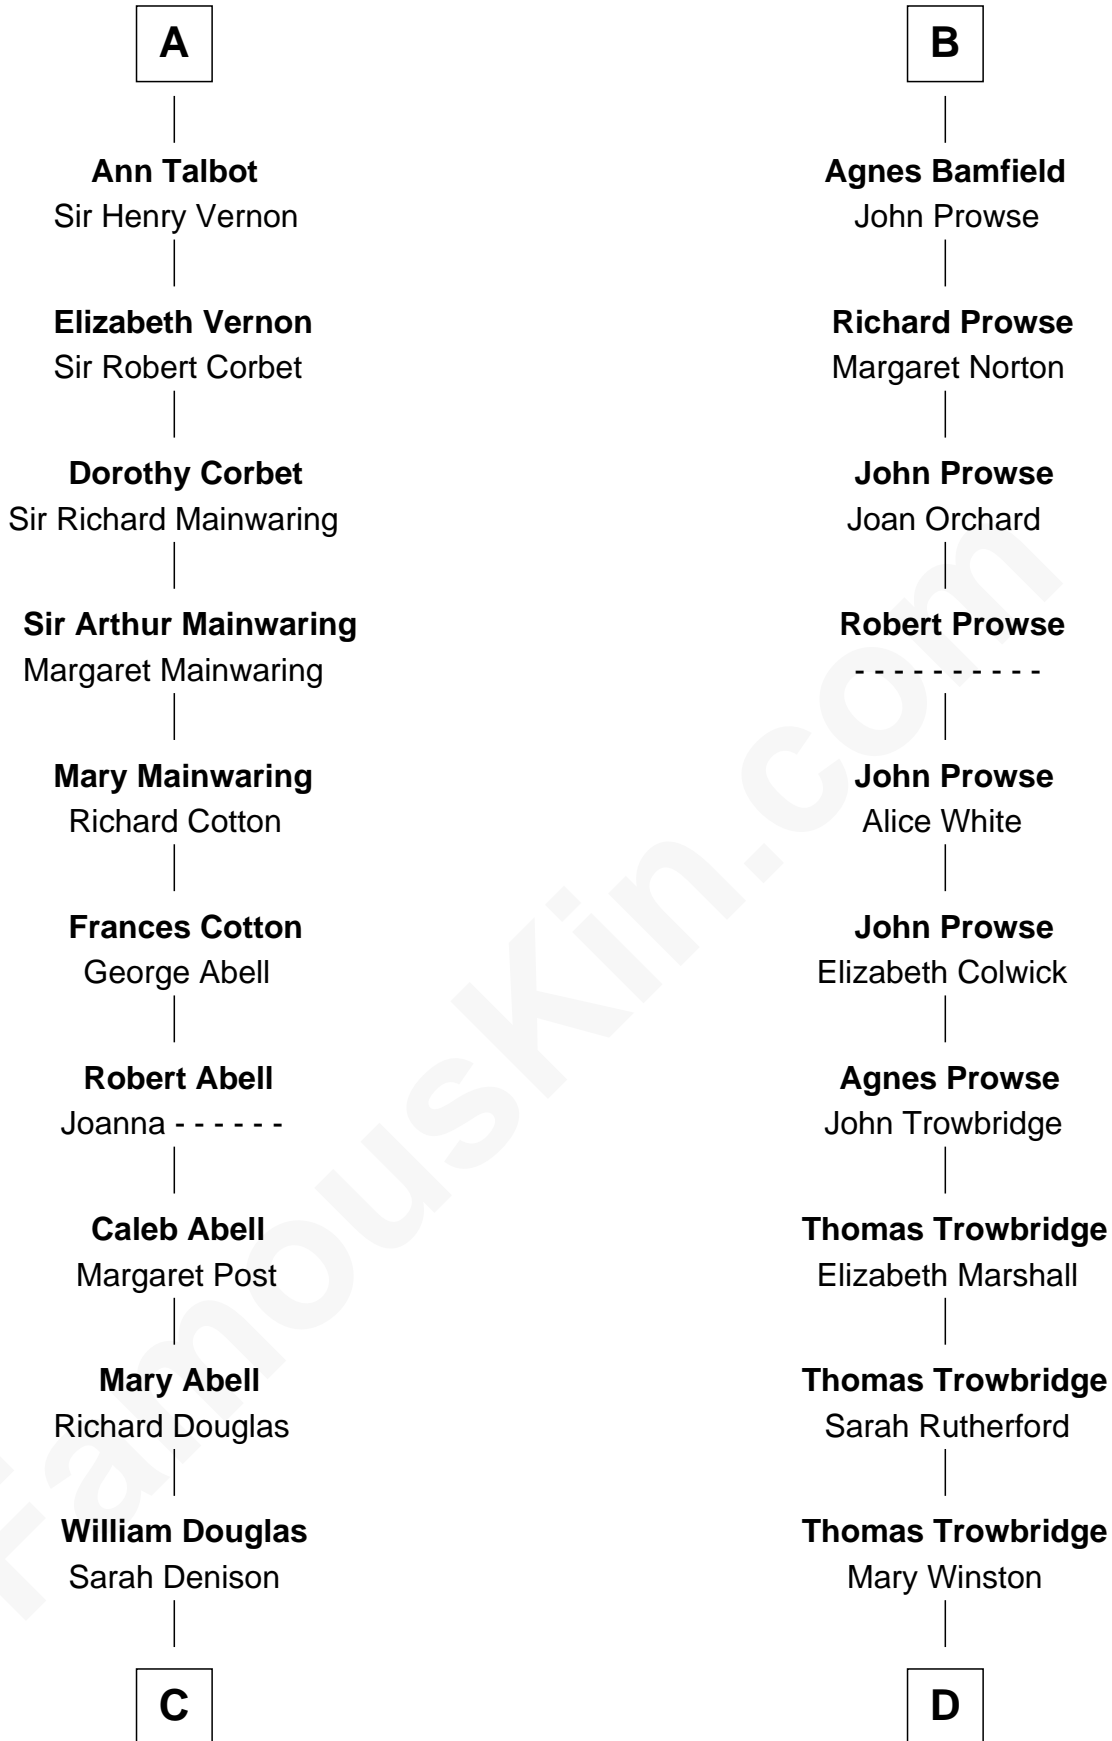 A
Ann Talbot
Sir Henry Vernon
Elizabeth Vernon
Sir Robert Corbet
Dorothy Corbet
Sir Richard Mainwaring
Sir Arthur Mainwaring
Margaret Mainwaring
Mary Mainwaring
Richard Cotton
Frances Cotton
George Abell
Robert Abell
Joanna - - - - - -
Caleb Abell
Margaret Post
Mary Abell
Richard Douglas
William Douglas
Sarah Denison
C
B
Agnes Bamfield
John Prowse
Richard Prowse
Margaret Norton
John Prowse
Joan Orchard
Robert Prowse
- - - - - - - - - -
John Prowse
Alice White
John Prowse
Elizabeth Colwick
Agnes Prowse
John Trowbridge
Thomas Trowbridge
Elizabeth Marshall
Thomas Trowbridge
Sarah Rutherford
Thomas Trowbridge
Mary Winston
D
FamousKin.com